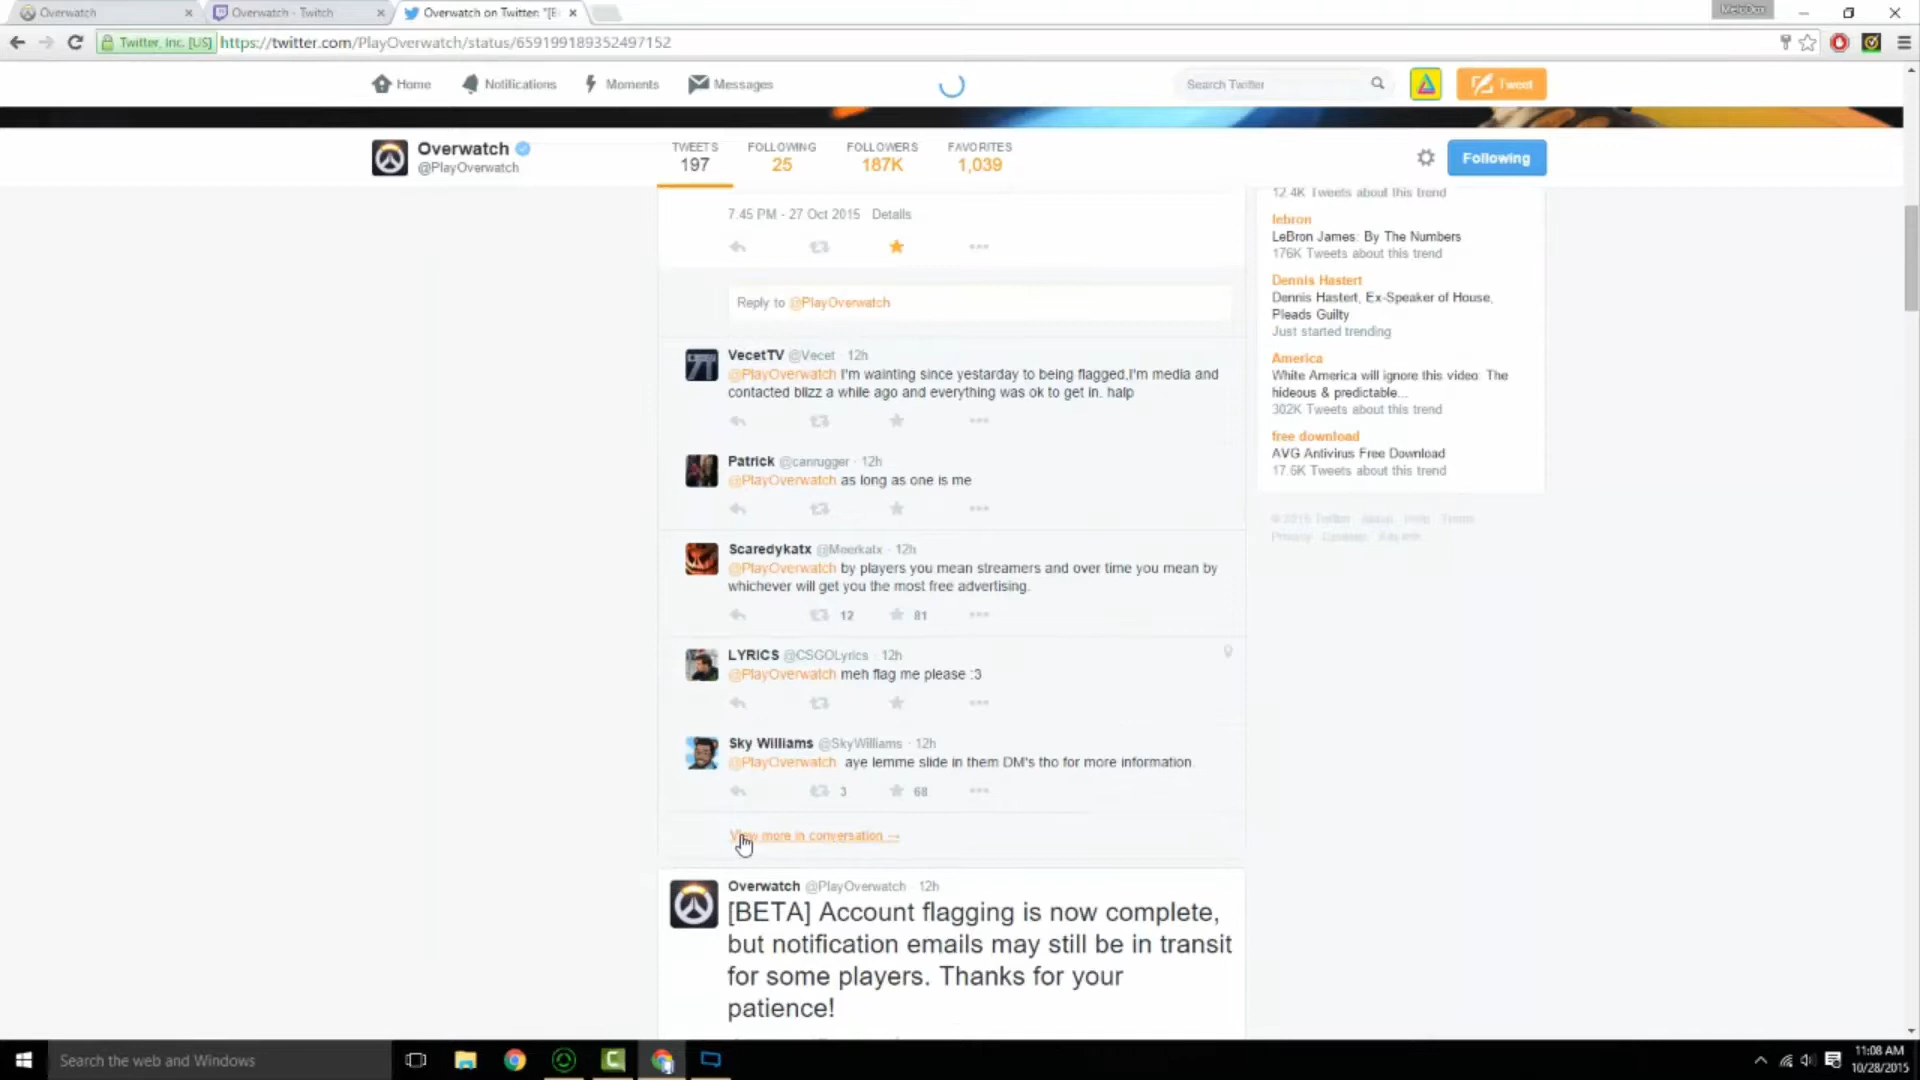 Overwatch
Overwatch - Twitch
Overwatch on Twitter: "[B
MeloDox
Twitter, Inc. [US] https://twitter.com/PlayOverwatch/status/659199189352497152
Home Notifications Moments Messages
Search Twitter
Tweet
Overwatch
@PlayOverwatch
TWEETS 197
FOLLOWING 25
FOLLOWERS 187K
FAVORITES 1,039
Following
7:45 PM - 27 Oct 2015 Details
Reply to @PlayOverwatch
VecetTV @Vecet · 12h
@PlayOverwatch I'm wainting since yestarday to being flagged,I'm media and
contacted blizz a while ago and everything was ok to get in. halp
Patrick @canrugger · 12h
@PlayOverwatch as long as one is me
Scaredykatx @Meerkatx · 12h
@PlayOverwatch by players you mean streamers and over time you mean by
whichever will get you the most free advertising.
12 81
LYRICS @CSGOLyrics · 12h
@PlayOverwatch meh flag me please :3
Sky Williams @SkyWilliams · 12h
@PlayOverwatch aye lemme slide in them DM's tho for more information.
3 68
View more in conversation →
Overwatch @PlayOverwatch · 12h
[BETA] Account flagging is now complete,
but notification emails may still be in transit
for some players. Thanks for your
patience!
12.4K Tweets about this trend
lebron
LeBron James: By The Numbers
176K Tweets about this trend
Dennis Hastert
Dennis Hastert, Ex-Speaker of House,
Pleads Guilty
Just started trending
America
White America will ignore this video: The
hideous & predictable...
302K Tweets about this trend
free download
AVG Antivirus Free Download
17.6K Tweets about this trend
© 2015 Twitter About Help Terms
Privacy Cookies Ads info
Search the web and Windows
11:08 AM
10/28/2015